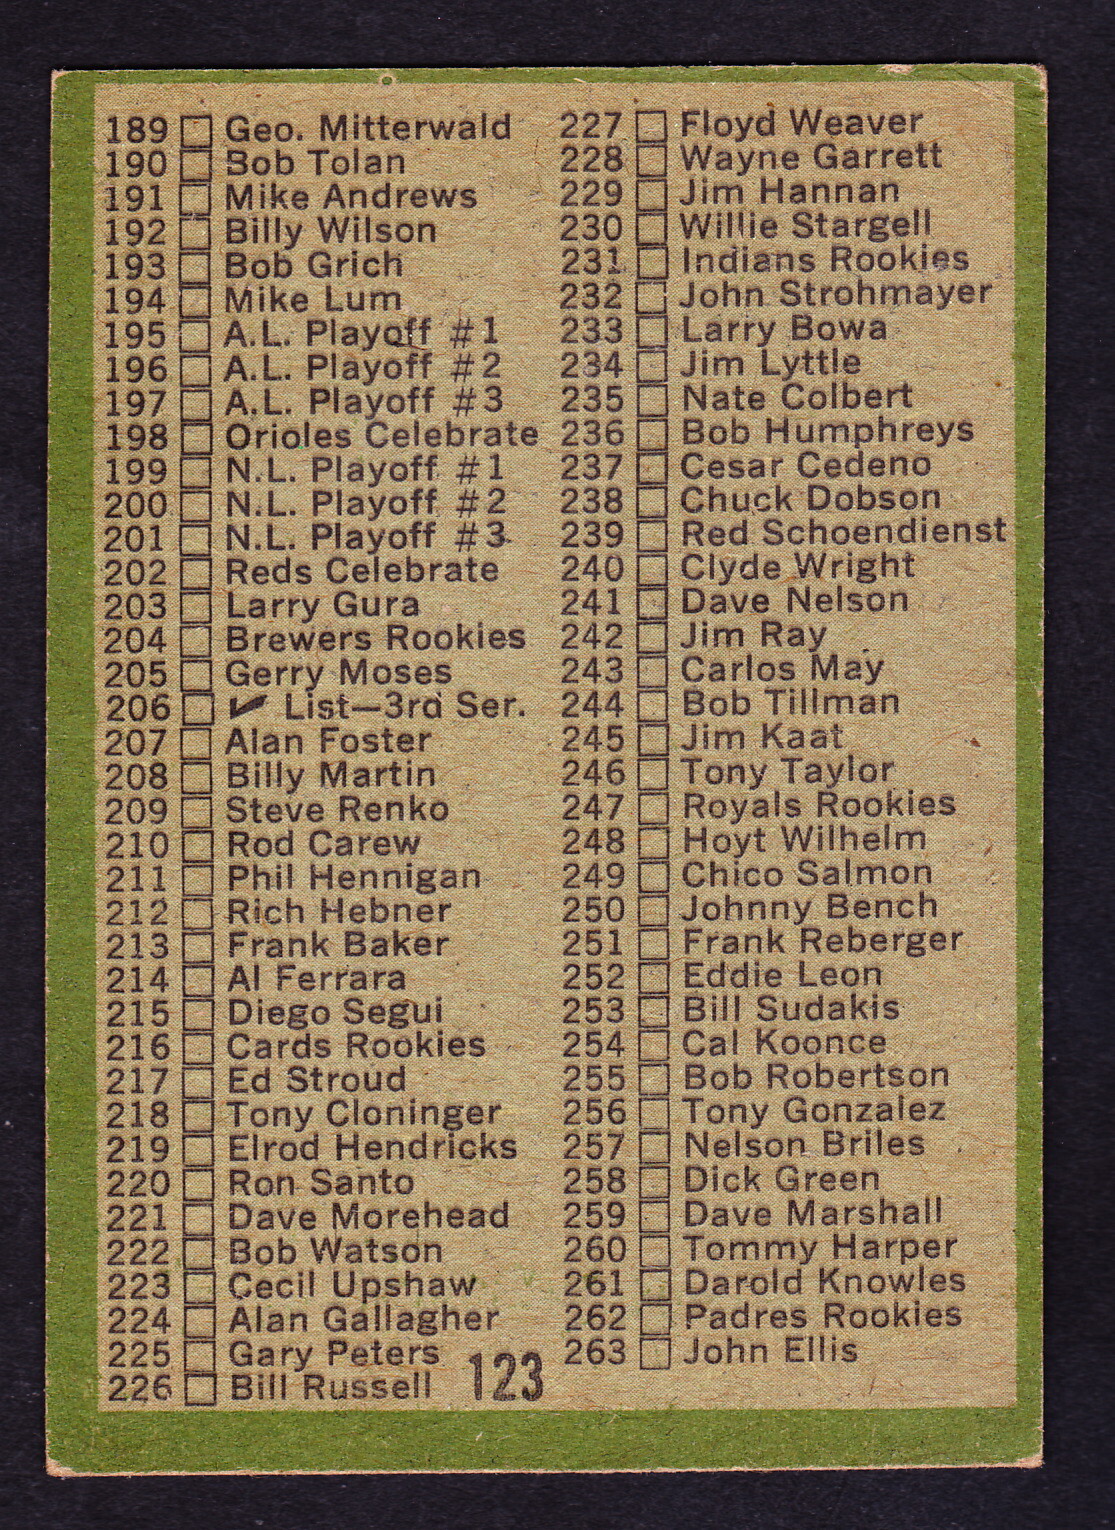 189 Geo. Mitterwald
190 Bob Tolan
191 Mike Andrews
192 Billy Wilson
193 Bob Grich
194 Mike Lum
195 A.L. Playoff #1
196 A.L. Playoff #2
197 A.L. Playoff #3
198 Orioles Celebrate
199 N.L. Playoff #1
200 N.L. Playoff #2
201 N.L. Playoff #3
202 Reds Celebrate
203 Larry Gura
204 Brewers Rookies
205 Gerry Moses
206 ✓ List—3rd Ser.
207 Alan Foster
208 Billy Martin
209 Steve Renko
210 Rod Carew
211 Phil Hennigan
212 Rich Hebner
213 Frank Baker
214 Al Ferrara
215 Diego Segui
216 Cards Rookies
217 Ed Stroud
218 Tony Cloninger
219 Elrod Hendricks
220 Ron Santo
221 Dave Morehead
222 Bob Watson
223 Cecil Upshaw
224 Alan Gallagher
225 Gary Peters
226 Bill Russell
227 Floyd Weaver
228 Wayne Garrett
229 Jim Hannan
230 Willie Stargell
231 Indians Rookies
232 John Strohmayer
233 Larry Bowa
234 Jim Lyttle
235 Nate Colbert
236 Bob Humphreys
237 Cesar Cedeno
238 Chuck Dobson
239 Red Schoendienst
240 Clyde Wright
241 Dave Nelson
242 Jim Ray
243 Carlos May
244 Bob Tillman
245 Jim Kaat
246 Tony Taylor
247 Royals Rookies
248 Hoyt Wilhelm
249 Chico Salmon
250 Johnny Bench
251 Frank Reberger
252 Eddie Leon
253 Bill Sudakis
254 Cal Koonce
255 Bob Robertson
256 Tony Gonzalez
257 Nelson Briles
258 Dick Green
259 Dave Marshall
260 Tommy Harper
261 Darold Knowles
262 Padres Rookies
263 John Ellis
123